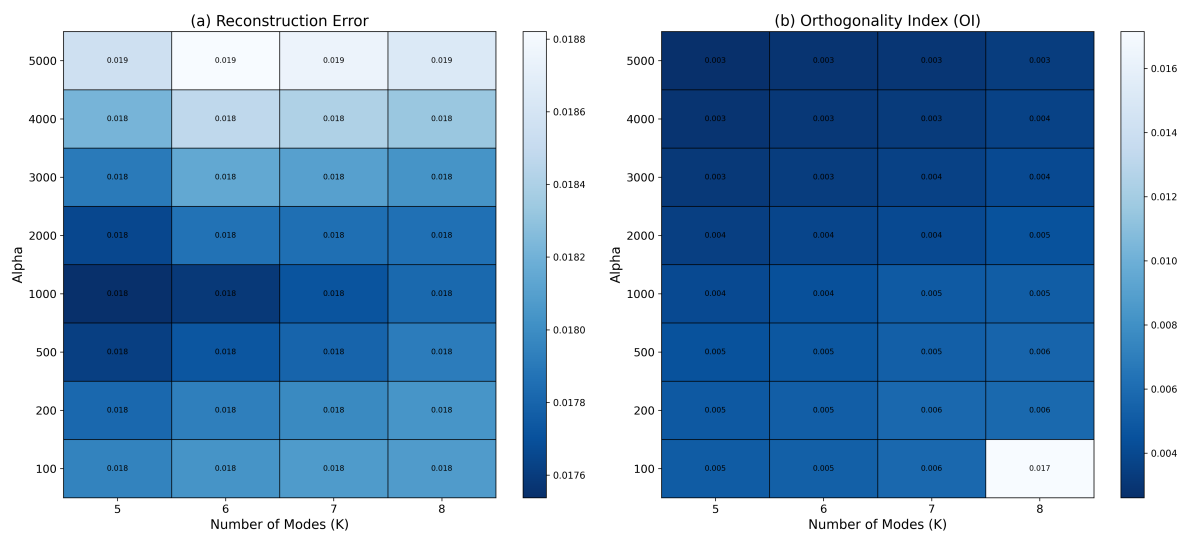 (a) Reconstruction Error
Alpha
5000 0.019 0.019 0.019 0.019
4000 0.018 0.018 0.018 0.018
3000 0.018 0.018 0.018 0.018
2000 0.018 0.018 0.018 0.018
1000 0.018 0.018 0.018 0.018
500 0.018 0.018 0.018 0.018
200 0.018 0.018 0.018 0.018
100 0.018 0.018 0.018 0.018
5 6 7 8
Number of Modes (K)
0.0188
0.0186
0.0184
0.0182
0.0180
0.0178
0.0176
(b) Orthogonality Index (OI)
Alpha
5000 0.003 0.003 0.003 0.003
4000 0.003 0.003 0.003 0.004
3000 0.003 0.003 0.004 0.004
2000 0.004 0.004 0.004 0.005
1000 0.004 0.004 0.005 0.005
500 0.005 0.005 0.005 0.006
200 0.005 0.005 0.006 0.006
100 0.005 0.005 0.006 0.017
5 6 7 8
Number of Modes (K)
0.016
0.014
0.012
0.010
0.008
0.006
0.004